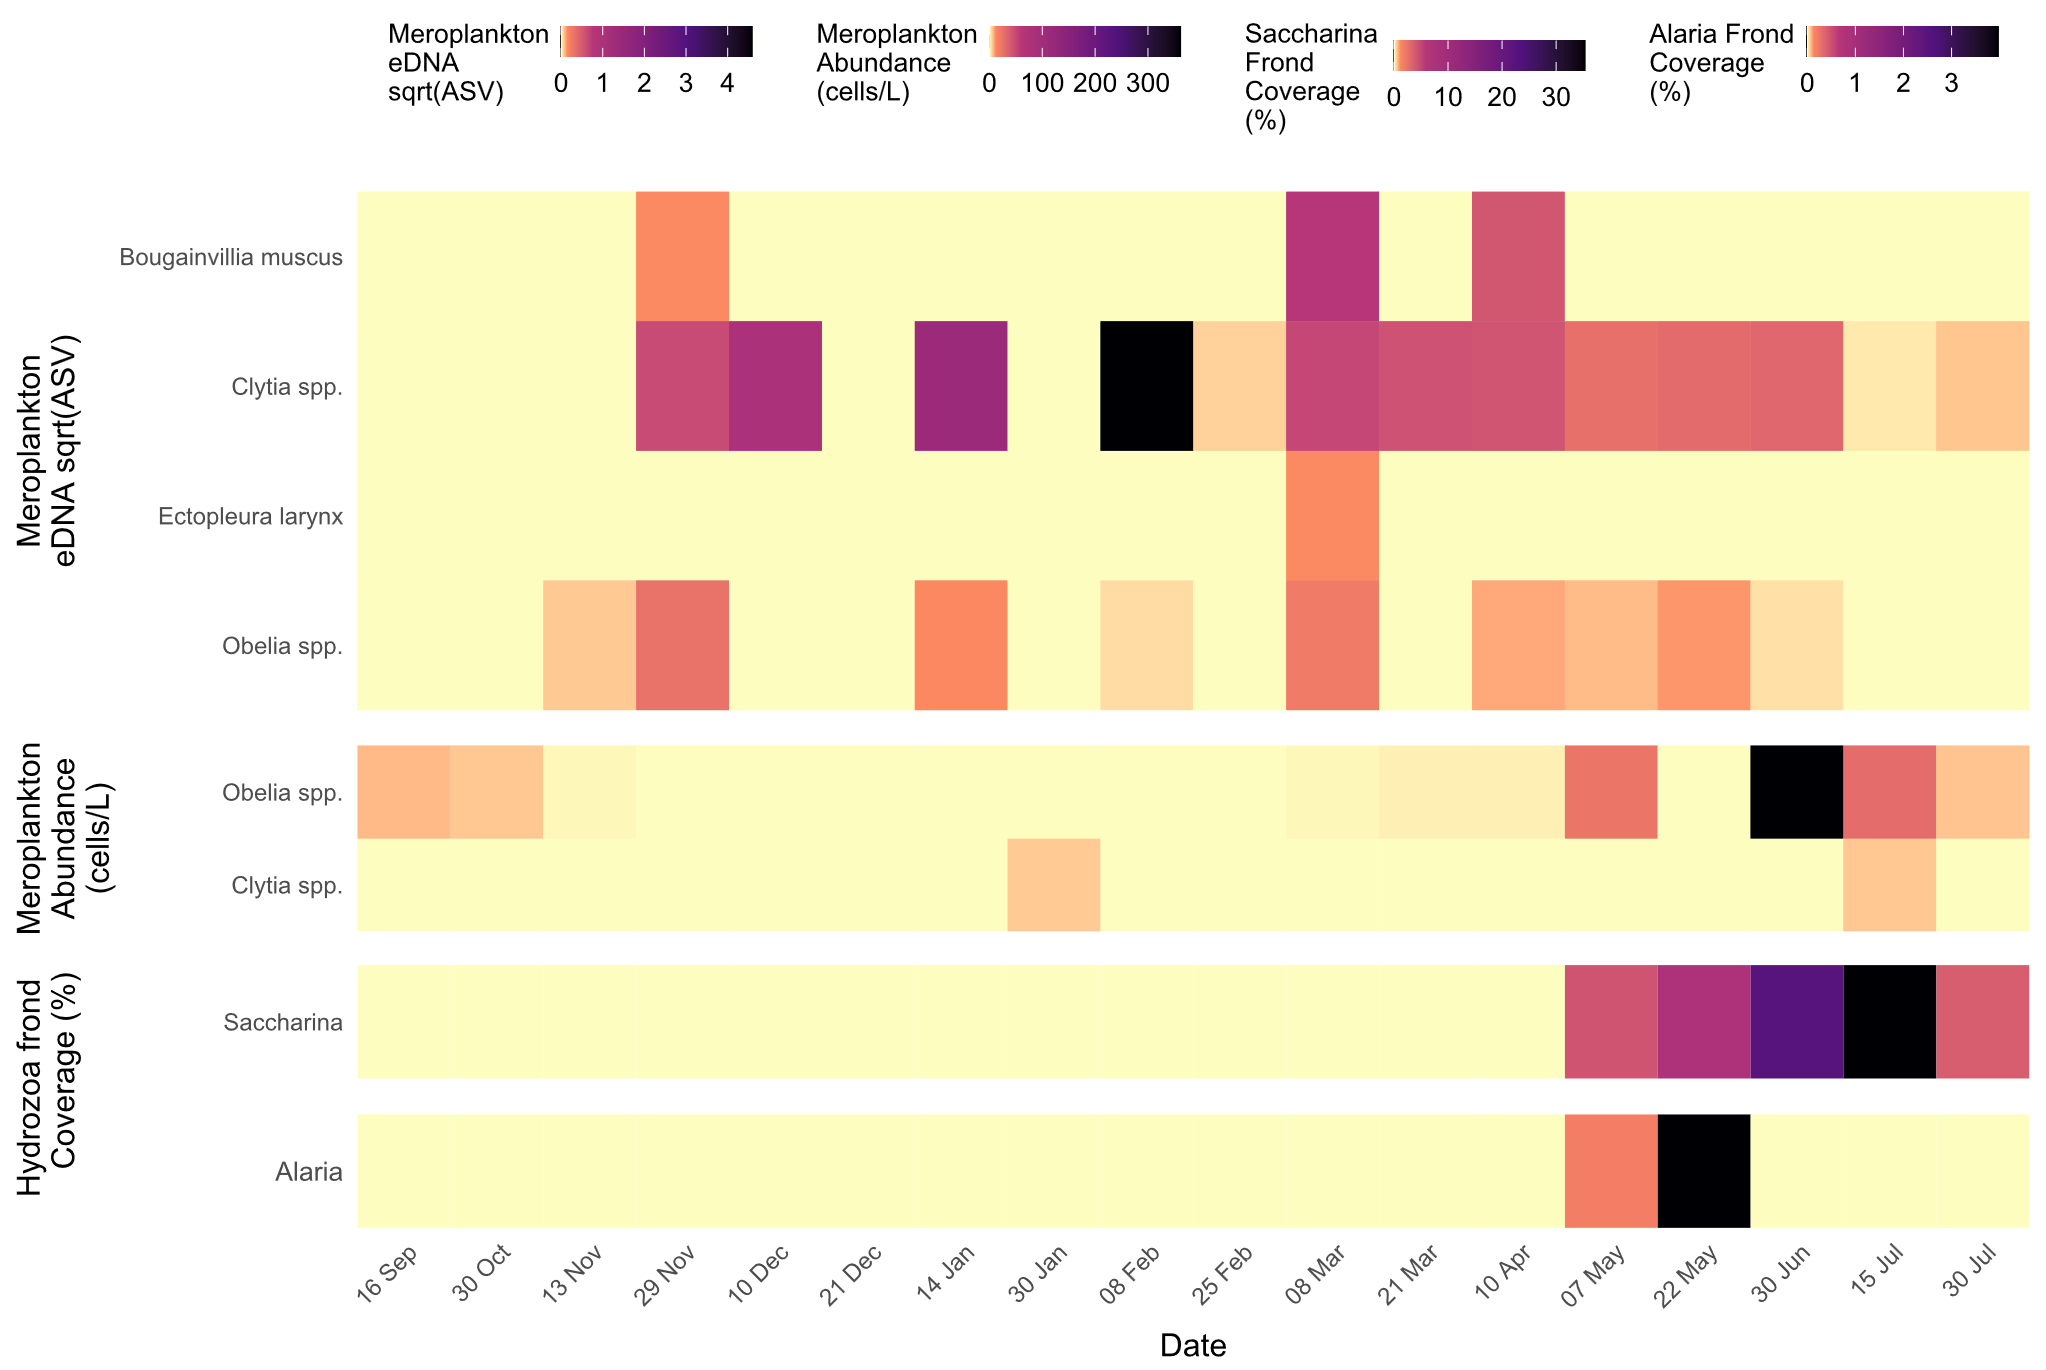 Meroplankton
eDNA
sqrt(ASV)
0 1 2 3 4
Meroplankton
Abundance
(cells/L)
0 100 200 300
Saccharina
Frond
Coverage
(%)
0 10 20 30
Alaria Frond
Coverage
(%)
0 1 2 3
Meroplankton
eDNA sqrt(ASV)
Bougainvillia muscus
Clytia spp.
Ectopleura larynx
Obelia spp.
Meroplankton
Abundance
(cells/L)
Obelia spp.
Clytia spp.
Hydrozoa frond
Coverage (%)
Saccharina
Alaria
16 Sep
30 Oct
13 Nov
29 Nov
10 Dec
21 Dec
14 Jan
30 Jan
08 Feb
25 Feb
08 Mar
21 Mar
10 Apr
07 May
22 May
30 Jun
15 Jul
30 Jul
Date